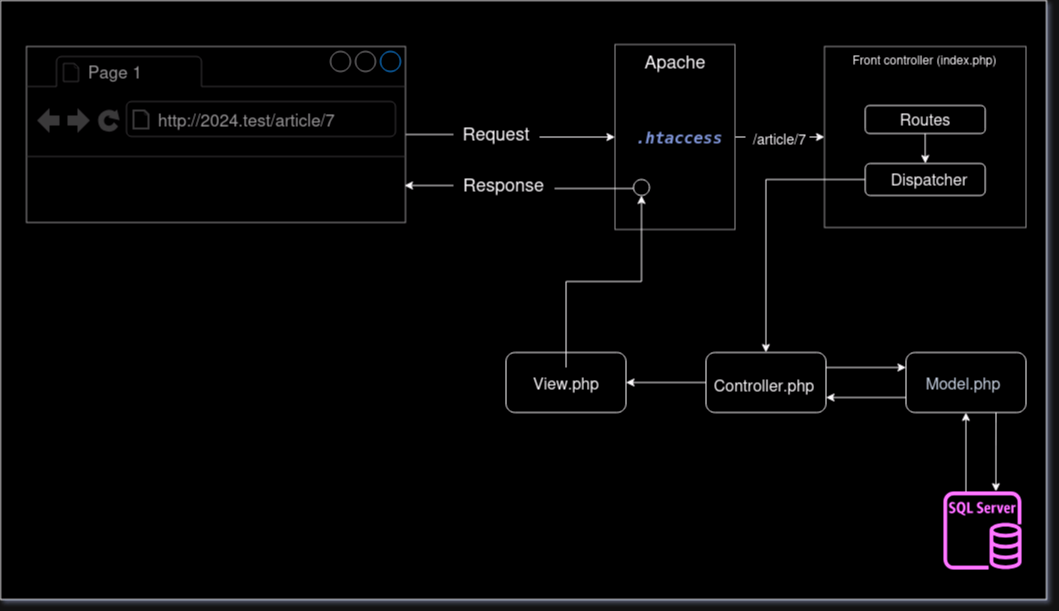 Page 1
http://2024.test/article/7
Request
Response
Apache
.htaccess
/article/7
Front controller (index.php)
Routes
Dispatcher
View.php
Controller.php
Model.php
SQL Server